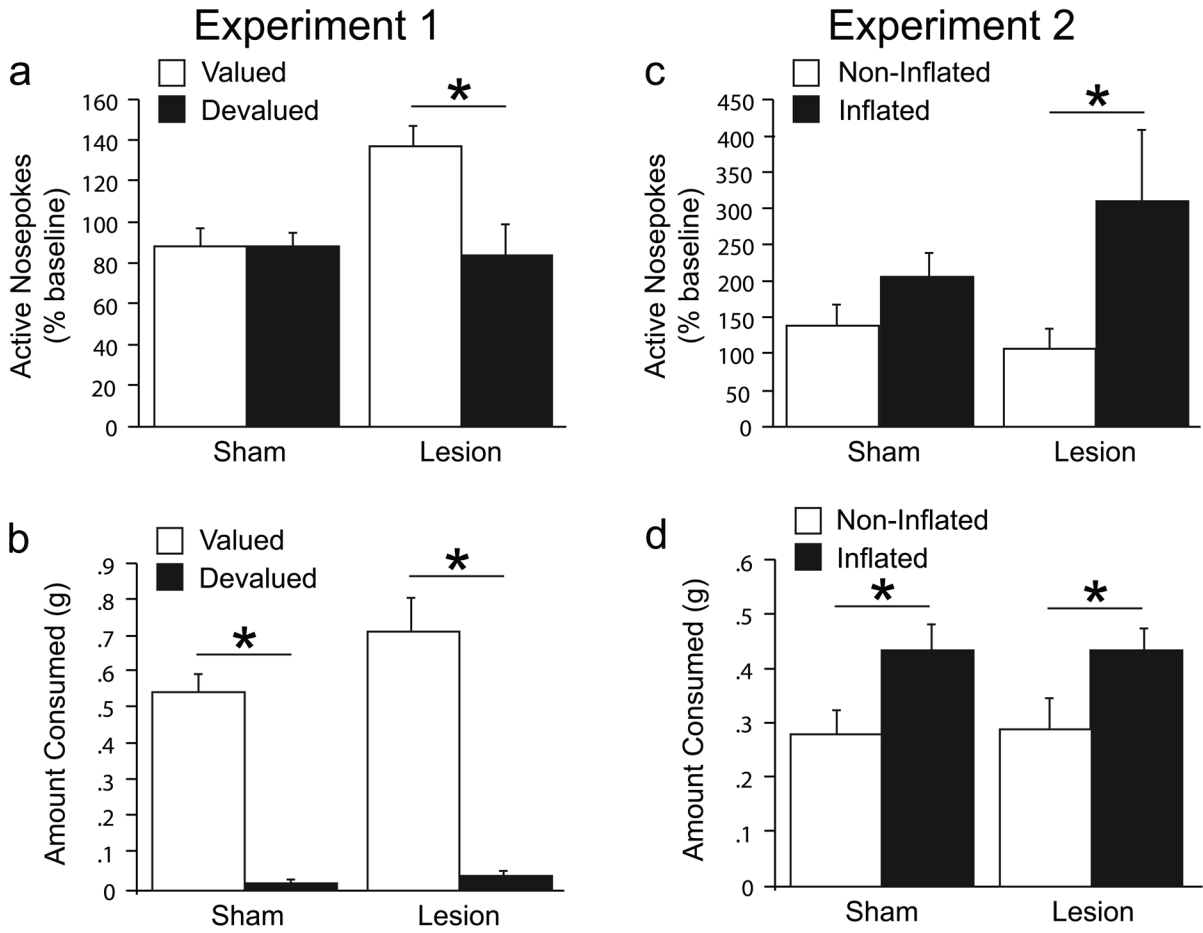 Experiment 1
a
Valued
Devalued
*
160
140
120
100
80
60
40
20
0
Active Nosepokes
(% baseline)
Sham
Lesion
b
Valued
Devalued
*
*
.9
.8
.7
.6
.5
.4
.3
.2
.1
0
Amount Consumed (g)
Sham
Lesion
Experiment 2
c
Non-Inflated
Inflated
*
450
400
350
300
250
200
150
100
50
0
Active Nosepokes
(% baseline)
Sham
Lesion
d
Non-Inflated
Inflated
*
*
.6
.5
.4
.3
.2
.1
0
Amount Consumed (g)
Sham
Lesion